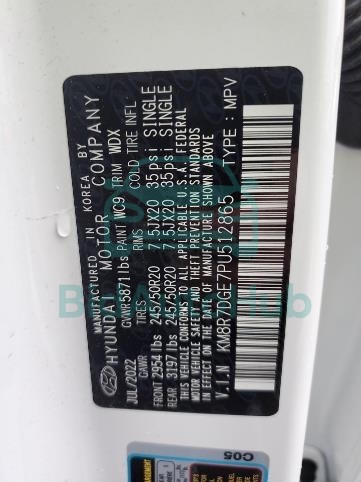 MANUFACTURED IN KOREA BY
HYUNDAI MOTOR COMPANY
JUL/2022 GVWR 5871 lbs PAINT WC9 TRIM WDX
GAWR TIRES RIMS COLD TIRE INFL.
FRONT 2954 lbs 245/50R20 7.5JX20 35psi SINGLE
REAR 3197 lbs 245/50R20 7.5JX20 35psi SINGLE
THIS VEHICLE CONFORMS TO ALL APPLICABLE U.S.A. FEDERAL
MOTOR VEHICLE SAFETY AND THEFT PREVENTION STANDARDS
IN EFFECT ON THE DATE OF MANUFACTURE SHOWN ABOVE.
V.I.N: KM8R7DGE7PU512865 TYPE: MPV
C05